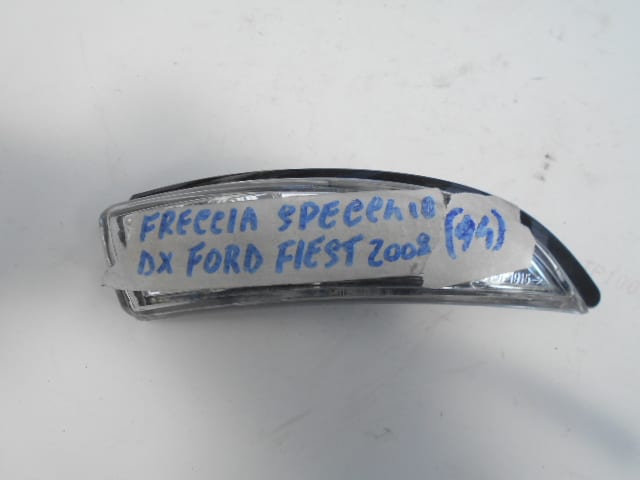 FRECCIA SPECCHIO
DX FORD FIEST 2008 (94)